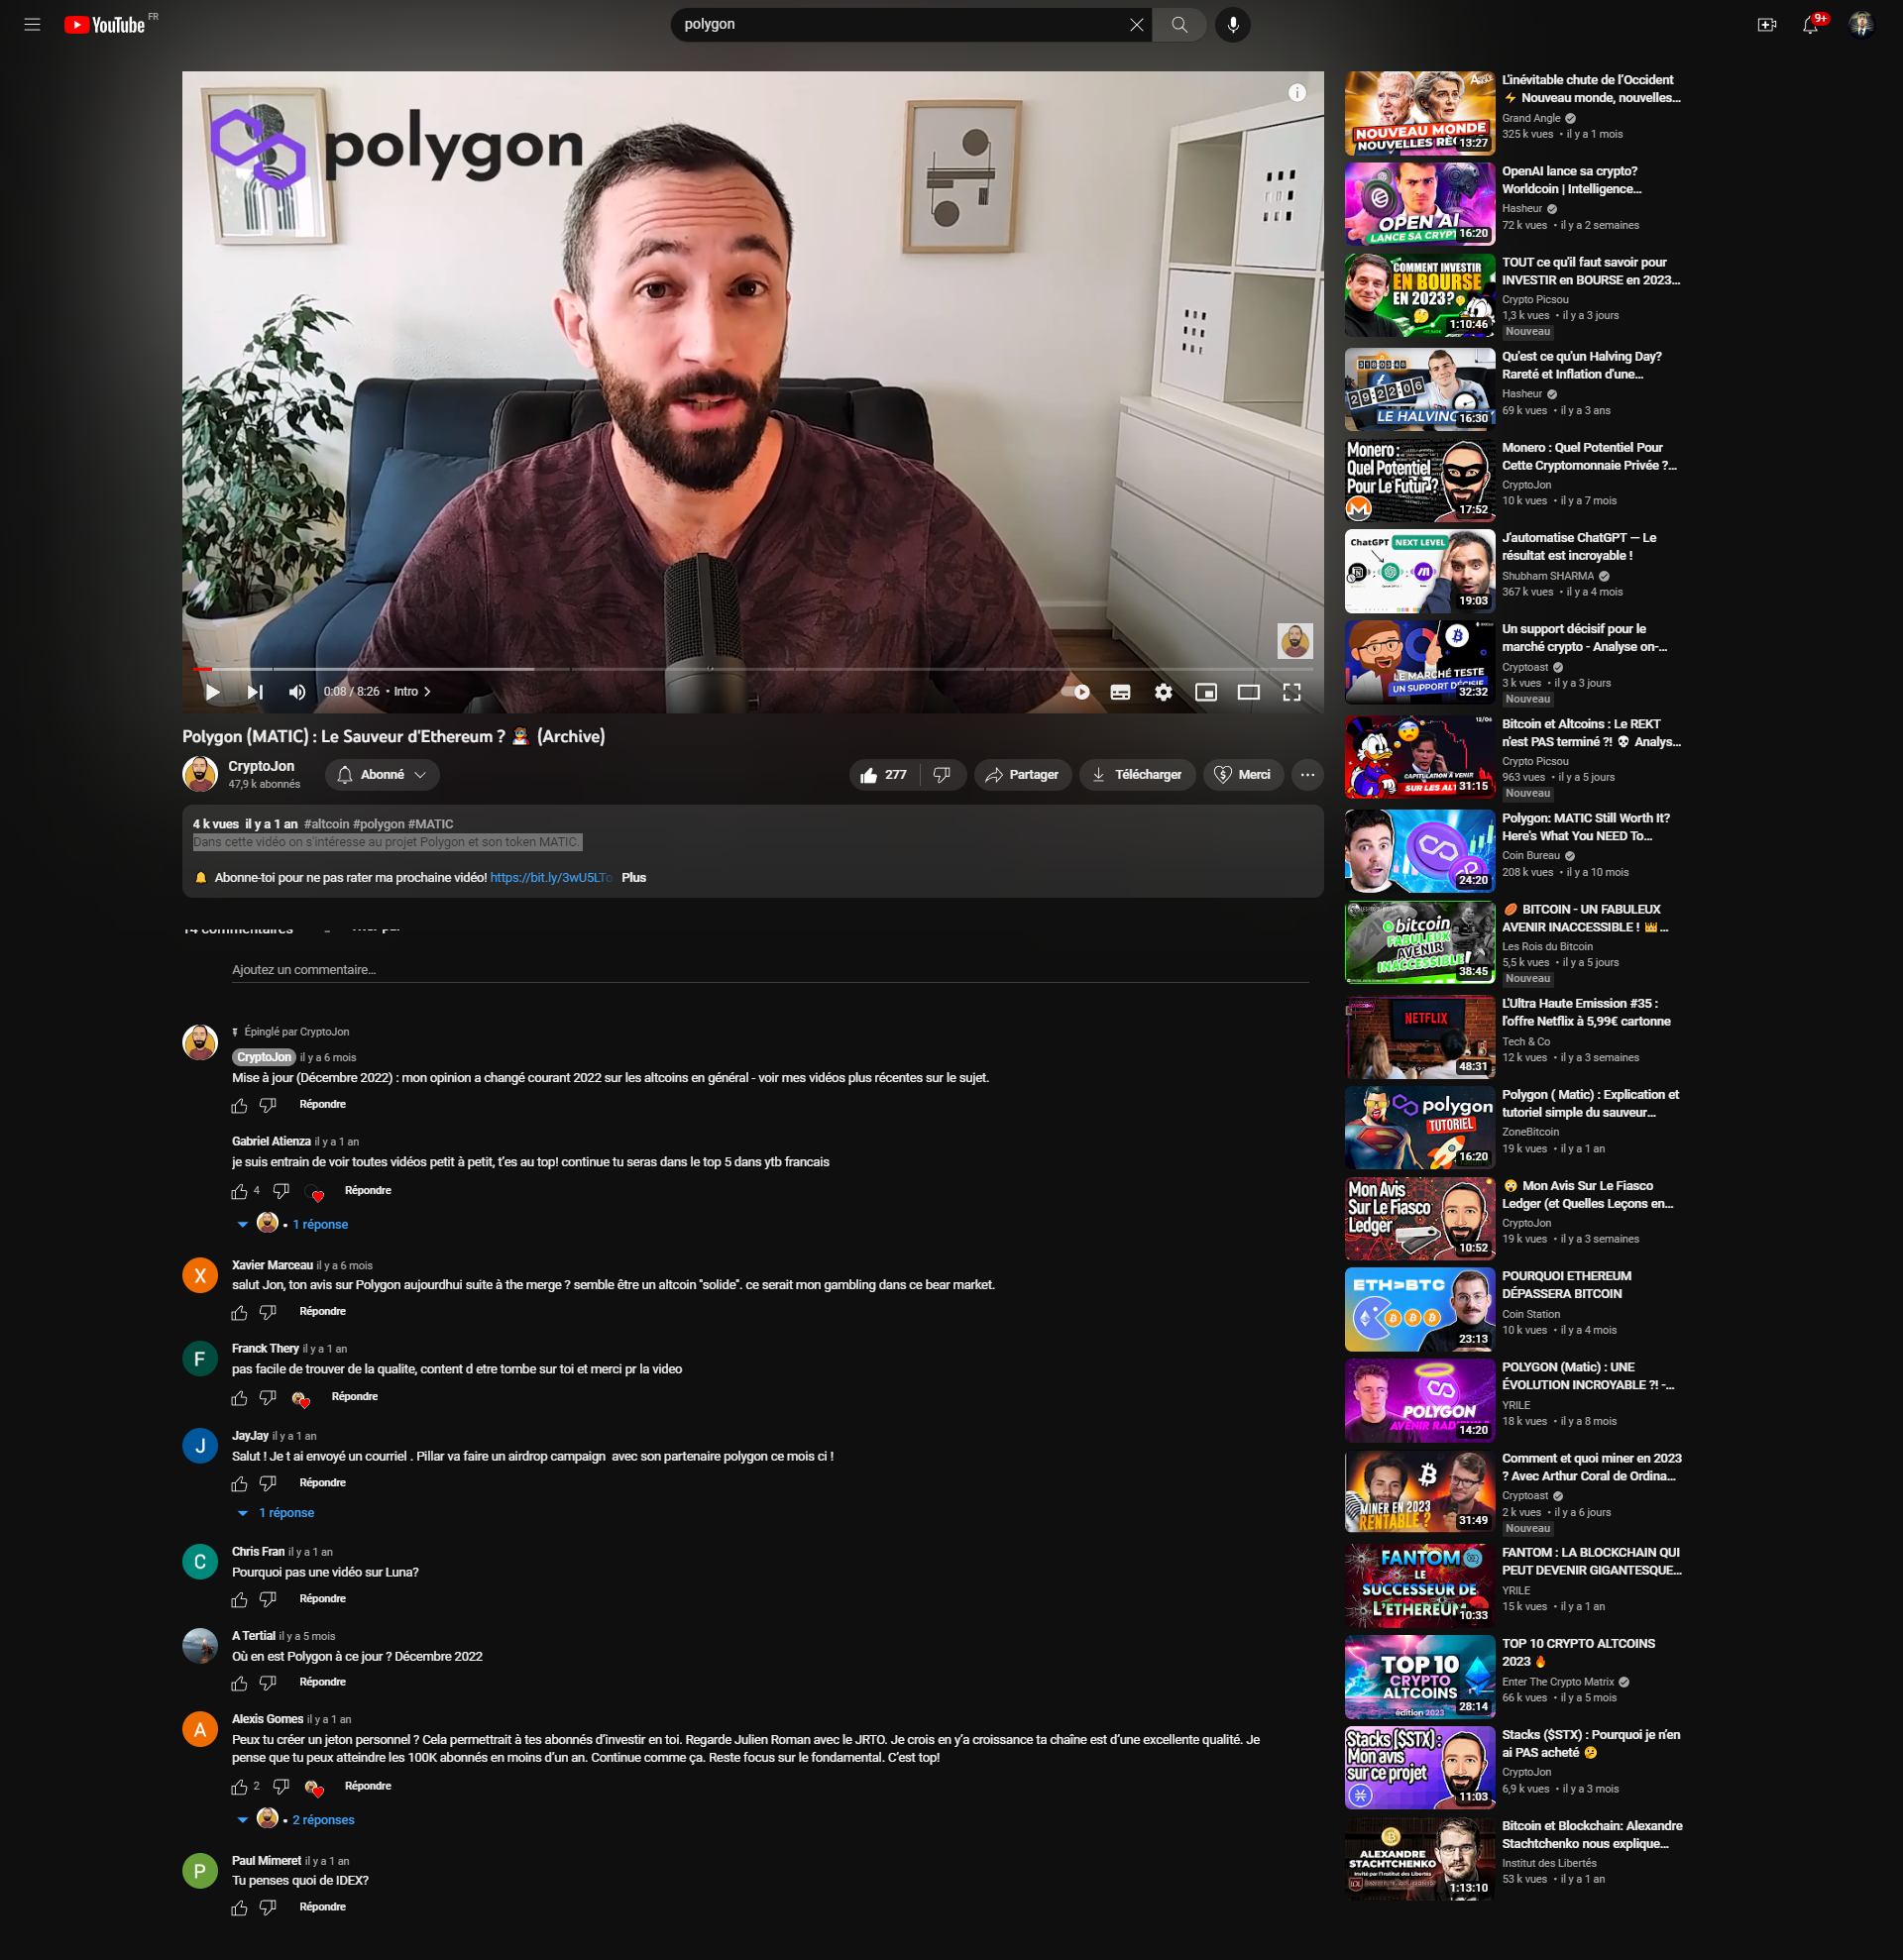 YouTube FR
polygon
9+
polygon
0:08 / 8:26 • Intro
Polygon (MATIC) : Le Sauveur d'Ethereum ? (Archive)
CryptoJon
47,9 k abonnés
Abonné
277
Partager
Télécharger
Merci
4 k vues il y a 1 an #altcoin #polygon #MATIC
Dans cette vidéo on s'intéresse au projet Polygon et son token MATIC.
Abonne-toi pour ne pas rater ma prochaine vidéo! https://bit.ly/3wU5LTo Plus
14 commentaires
Trier par
Ajoutez un commentaire...
Épinglé par CryptoJon
CryptoJon il y a 6 mois
Mise à jour (Décembre 2022) : mon opinion a changé courant 2022 sur les altcoins en général - voir mes vidéos plus récentes sur le sujet.
Répondre
Gabriel Atienza il y a 1 an
je suis entrain de voir toutes vidéos petit à petit, t'es au top! continue tu seras dans le top 5 dans ytb francais
4 Répondre
• 1 réponse
X
Xavier Marceau il y a 6 mois
salut Jon, ton avis sur Polygon aujourdhui suite à the merge ? semble être un altcoin "solide". ce serait mon gambling dans ce bear market.
Répondre
F
Franck Thery il y a 1 an
pas facile de trouver de la qualite, content d etre tombe sur toi et merci pr la video
Répondre
J
JayJay il y a 1 an
Salut ! Je t ai envoyé un courriel . Pillar va faire un airdrop campaign avec son partenaire polygon ce mois ci !
Répondre
1 réponse
C
Chris Fran il y a 1 an
Pourquoi pas une vidéo sur Luna?
Répondre
A Tertial il y a 5 mois
Où en est Polygon à ce jour ? Décembre 2022
Répondre
A
Alexis Gomes il y a 1 an
Peux tu créer un jeton personnel ? Cela permettrait à tes abonnés d'investir en toi. Regarde Julien Roman avec le JRTO. Je crois en y'a croissance ta chaîne est d'une excellente qualité. Je
pense que tu peux atteindre les 100K abonnés en moins d'un an. Continue comme ça. Reste focus sur le fondamental. C'est top!
2 Répondre
• 2 réponses
P
Paul Mimeret il y a 1 an
Tu penses quoi de IDEX?
Répondre
NOUVEAU MONDE
NOUVELLES RÈG
13:27
L'inévitable chute de l'Occident
Nouveau monde, nouvelles...
Grand Angle
325 k vues • il y a 1 mois
OPEN AI
LANCE SA CRYPT
16:20
OpenAI lance sa crypto?
Worldcoin | Intelligence...
Hasheur
72 k vues • il y a 2 semaines
COMMENT INVESTIR
EN BOURSE
EN 2023?
1:10:46
TOUT ce qu'il faut savoir pour
INVESTIR en BOURSE en 2023...
Crypto Picsou
1,3 k vues • il y a 3 jours
Nouveau
29:22:06
LE HALVING
16:30
Qu'est ce qu'un Halving Day?
Rareté et Inflation d'une...
Hasheur
69 k vues • il y a 3 ans
Monero :
Quel Potentiel
Pour Le Futur?
17:52
Monero : Quel Potentiel Pour
Cette Cryptomonnaie Privée ?...
CryptoJon
10 k vues • il y a 7 mois
ChatGPT NEXT LEVEL
19:03
J'automatise ChatGPT — Le
résultat est incroyable !
Shubham SHARMA
367 k vues • il y a 4 mois
LE MARCHÉ TESTE
UN SUPPORT DÉCISIF
32:32
Un support décisif pour le
marché crypto - Analyse on-...
Cryptoast
3 k vues • il y a 3 jours
Nouveau
13/06
CAPITULATION À VENIR
SUR LES ALT
31:15
Bitcoin et Altcoins : Le REKT
n'est PAS terminé ?! Analys...
Crypto Picsou
963 vues • il y a 5 jours
Nouveau
24:20
Polygon: MATIC Still Worth It?
Here's What You NEED To...
Coin Bureau
208 k vues • il y a 10 mois
bitcoin
FABULEUX
AVENIR
INACCESSIBLE!
38:45
BITCOIN - UN FABULEUX
AVENIR INACCESSIBLE ! ...
Les Rois du Bitcoin
5,5 k vues • il y a 5 jours
Nouveau
NETFLIX
48:31
L'Ultra Haute Emission #35 :
l'offre Netflix à 5,99€ cartonne
Tech & Co
12 k vues • il y a 3 semaines
polygon
TUTORIEL
16:20
Polygon ( Matic) : Explication et
tutoriel simple du sauveur...
ZoneBitcoin
19 k vues • il y a 1 an
Mon Avis
Sur Le Fiasco
Ledger
10:52
Mon Avis Sur Le Fiasco
Ledger (et Quelles Leçons en...
CryptoJon
19 k vues • il y a 3 semaines
ETH>BTC
23:13
POURQUOI ETHEREUM
DÉPASSERA BITCOIN
Coin Station
10 k vues • il y a 4 mois
POLYGON
14:20
POLYGON (Matic) : UNE
ÉVOLUTION INCROYABLE ?! -...
YRILE
18 k vues • il y a 8 mois
MINER EN 2023
RENTABLE ?
31:49
Comment et quoi miner en 2023
? Avec Arthur Coral de Ordina...
Cryptoast
2 k vues • il y a 6 jours
Nouveau
FANTOM
LE
SUCCESSEUR DE
L'ETHEREUM
10:33
FANTOM : LA BLOCKCHAIN QUI
PEUT DEVENIR GIGANTESQUE...
YRILE
15 k vues • il y a 1 an
TOP 10
CRYPTO
ALTCOINS
édition 2023
28:14
TOP 10 CRYPTO ALTCOINS
2023
Enter The Crypto Matrix
66 k vues • il y a 5 mois
Stacks ($STX) :
Mon avis
sur ce projet
11:03
Stacks ($STX) : Pourquoi je n'en
ai PAS acheté
CryptoJon
6,9 k vues • il y a 3 mois
ALEXANDRE
STACHTCHENKO
Invité par l'Institut des Libertés
1:13:10
Bitcoin et Blockchain: Alexandre
Stachtchenko nous explique...
Institut des Libertés
53 k vues • il y a 1 an